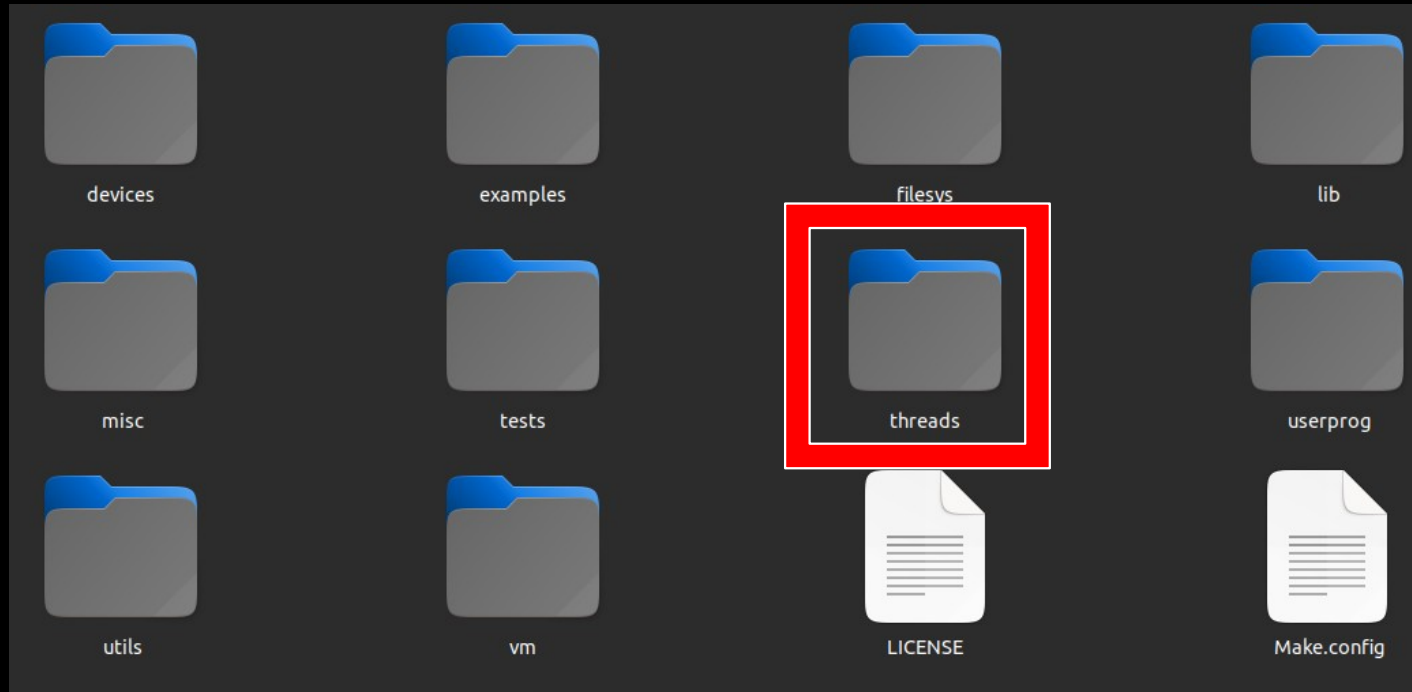 devices
examples
filesys
lib
misc
tests
threads
userprog
utils
vm
LICENSE
Make.config